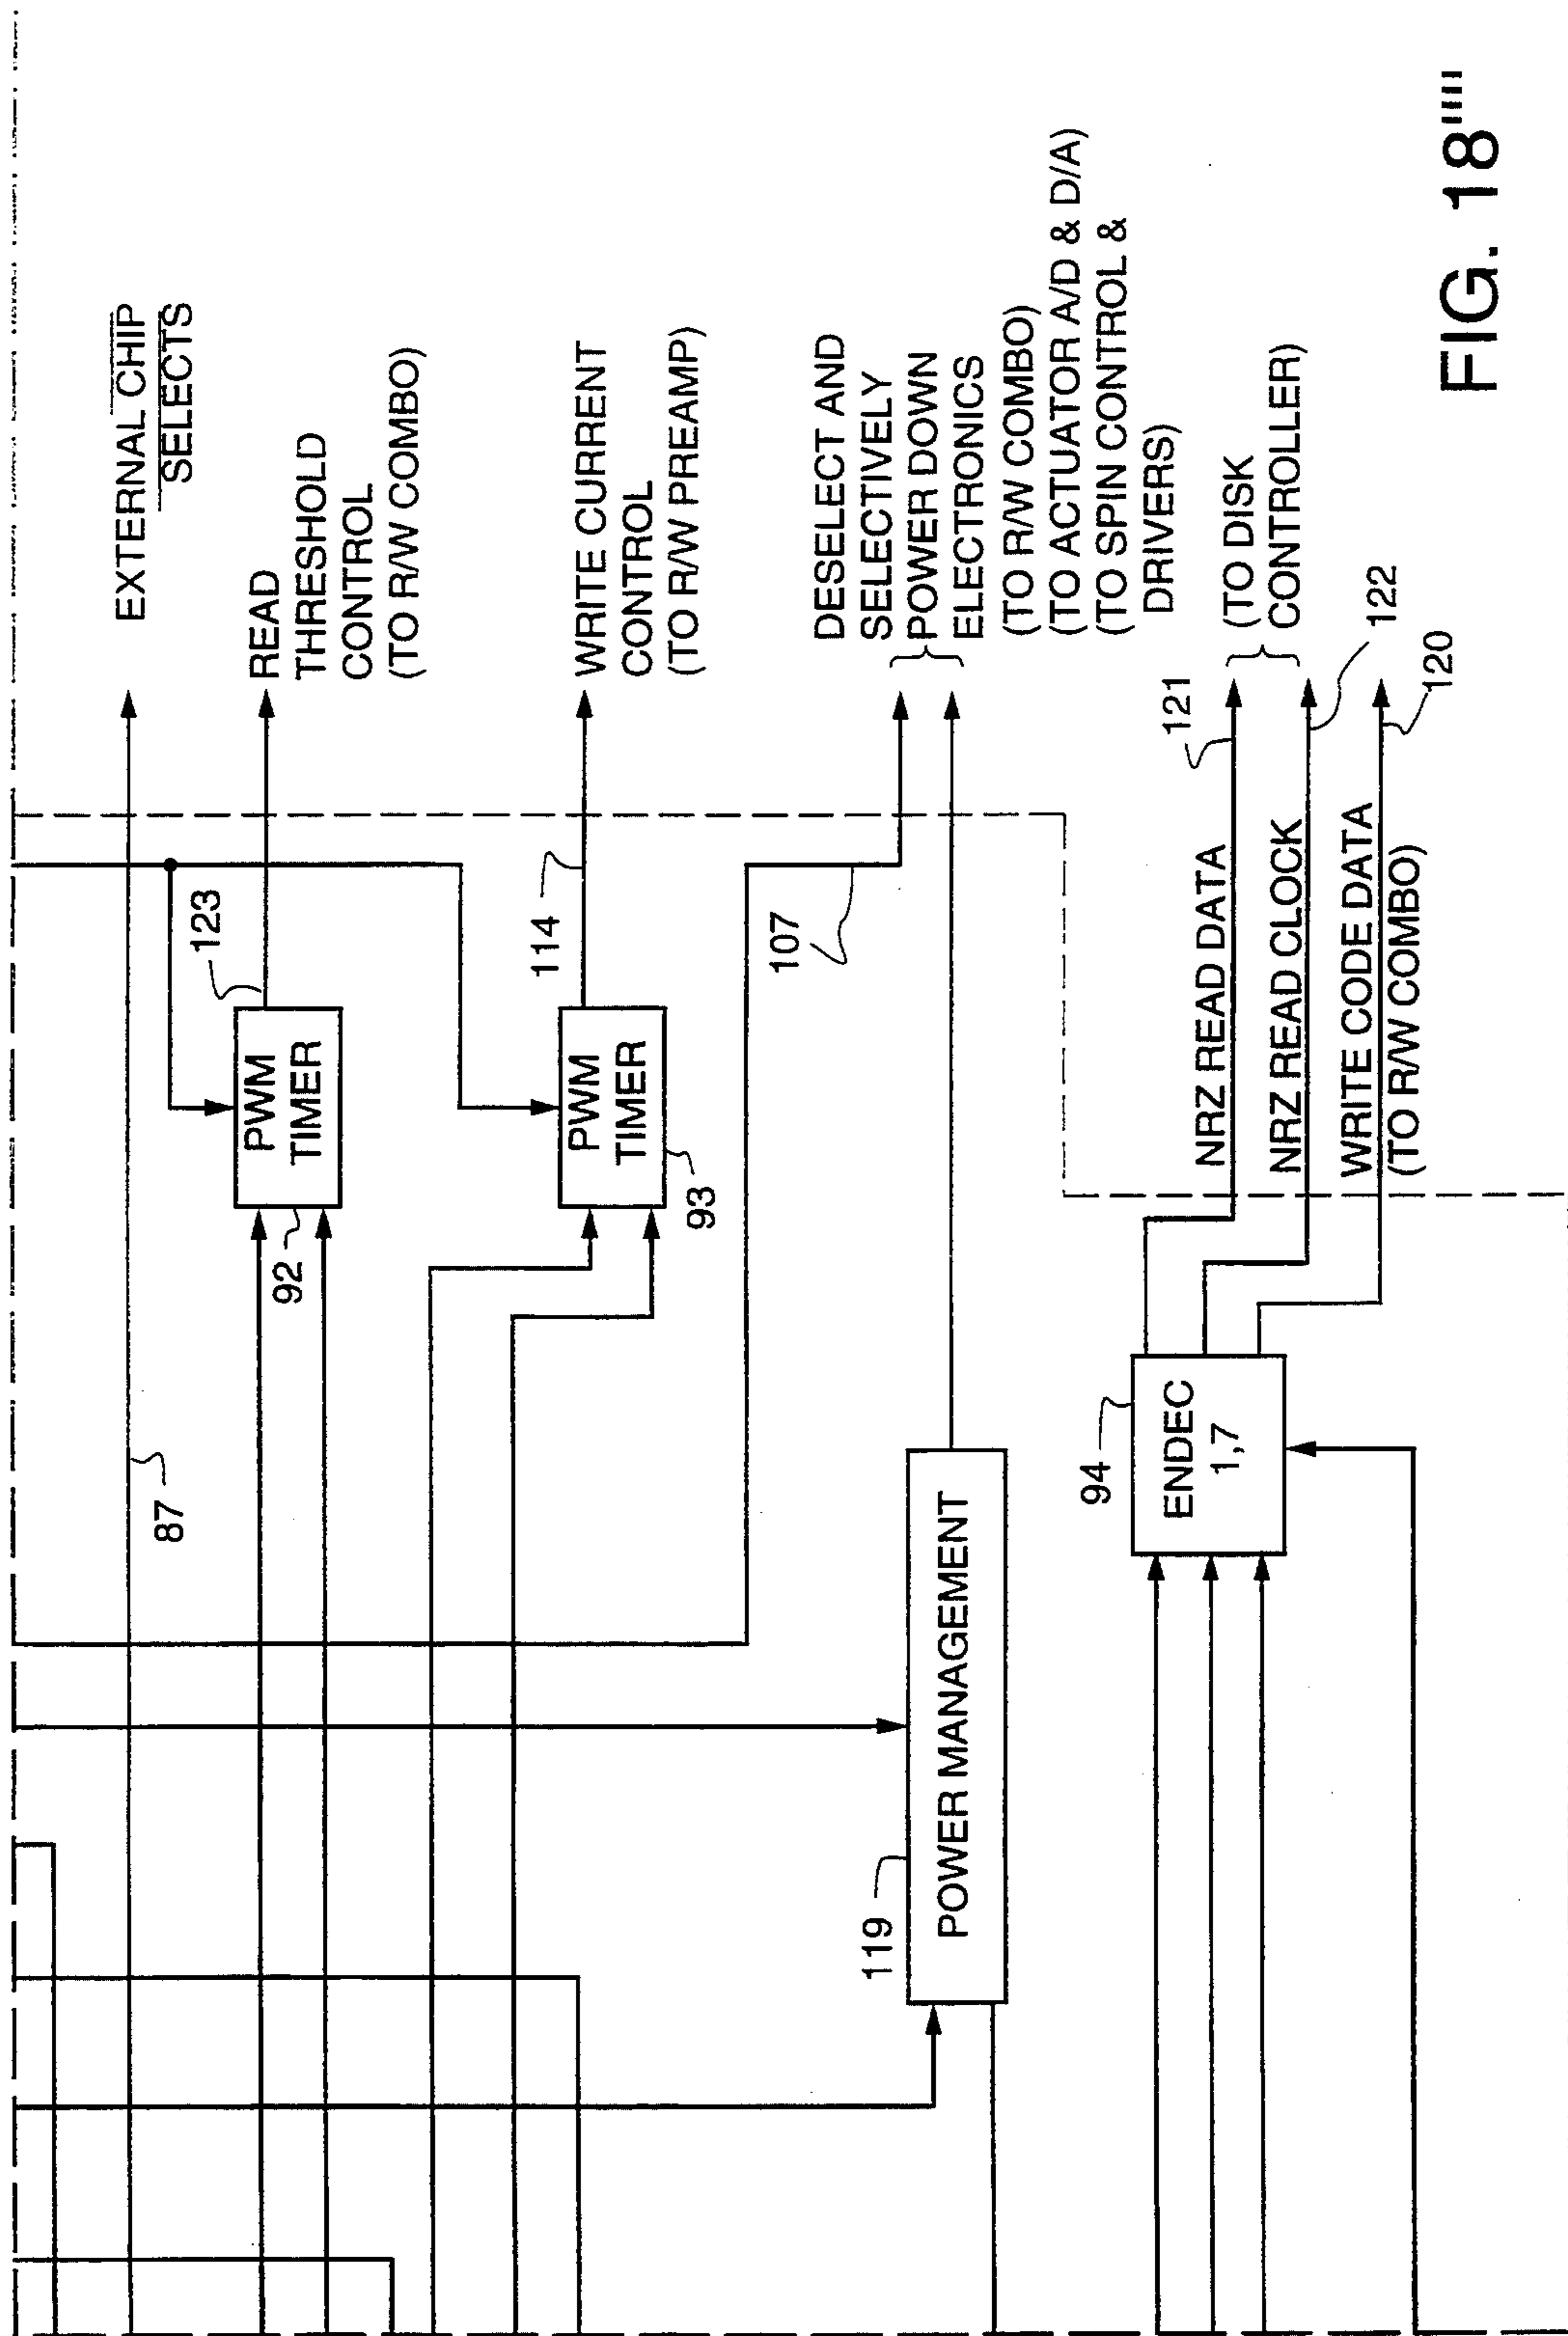 EXTERNAL CHIP
SELECTS
87
READ
THRESHOLD
CONTROL
(TO R/W COMBO)
123
PWM
TIMER
92
WRITE CURRENT
CONTROL
(TO R/W PREAMP)
114
PWM
TIMER
93
107
DESELECT AND
SELECTIVELY
POWER DOWN
ELECTRONICS
(TO R/W COMBO)
(TO ACTUATOR A/D & D/A)
(TO SPIN CONTROL &
DRIVERS)
119
POWER MANAGEMENT
94
ENDEC
1,7
NRZ READ DATA
121
(TO DISK
CONTROLLER)
NRZ READ CLOCK
122
WRITE CODE DATA
(TO R/W COMBO)
120
FIG. 18''''